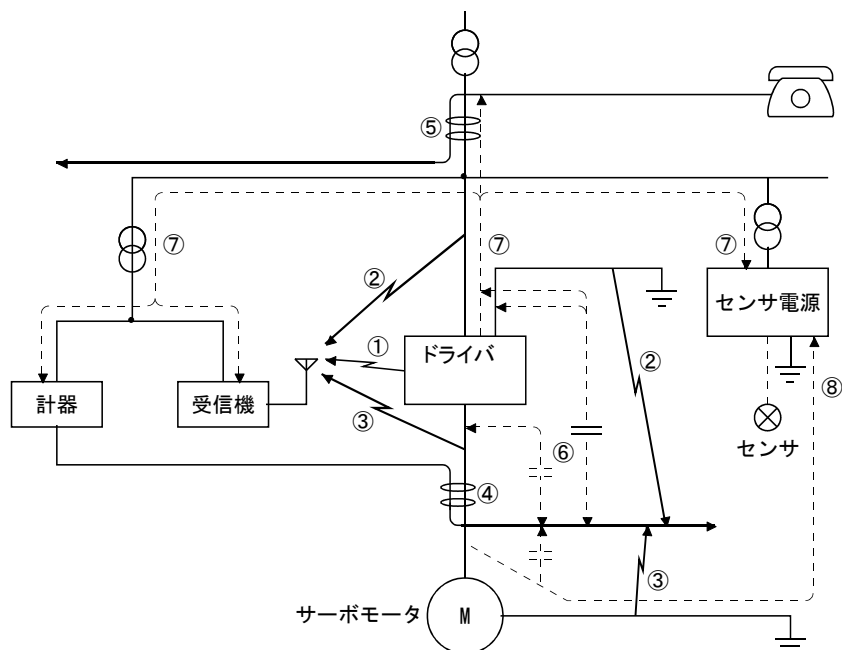 ⑤
⑦
⑦
⑦
センサ電源
②
①
ドライバ
②
⑧
計器
受信機
③
センサ
⑥
④
③
サーボモータ
M